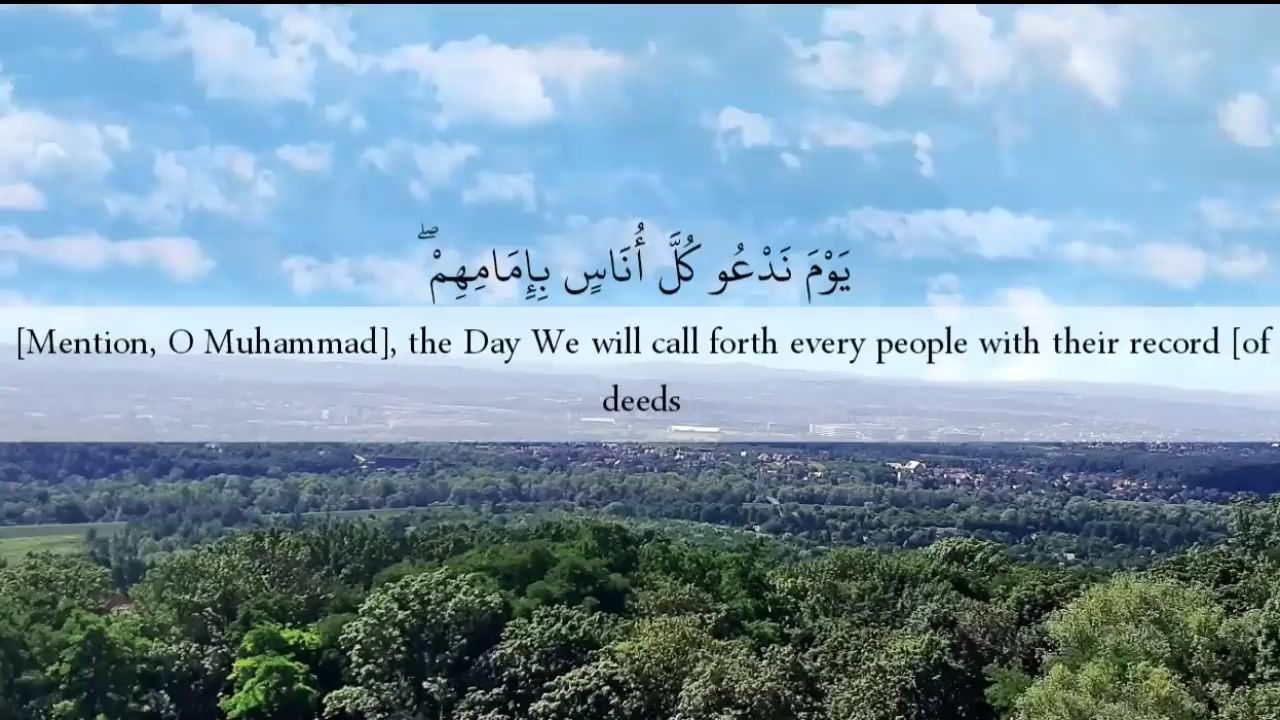 يَوْمَ نَدْعُو كُلَّ أُنَاسٍ بِإِمَامِهِمْ ۖ
[Mention, O Muhammad], the Day We will call forth every people with their record [of
deeds